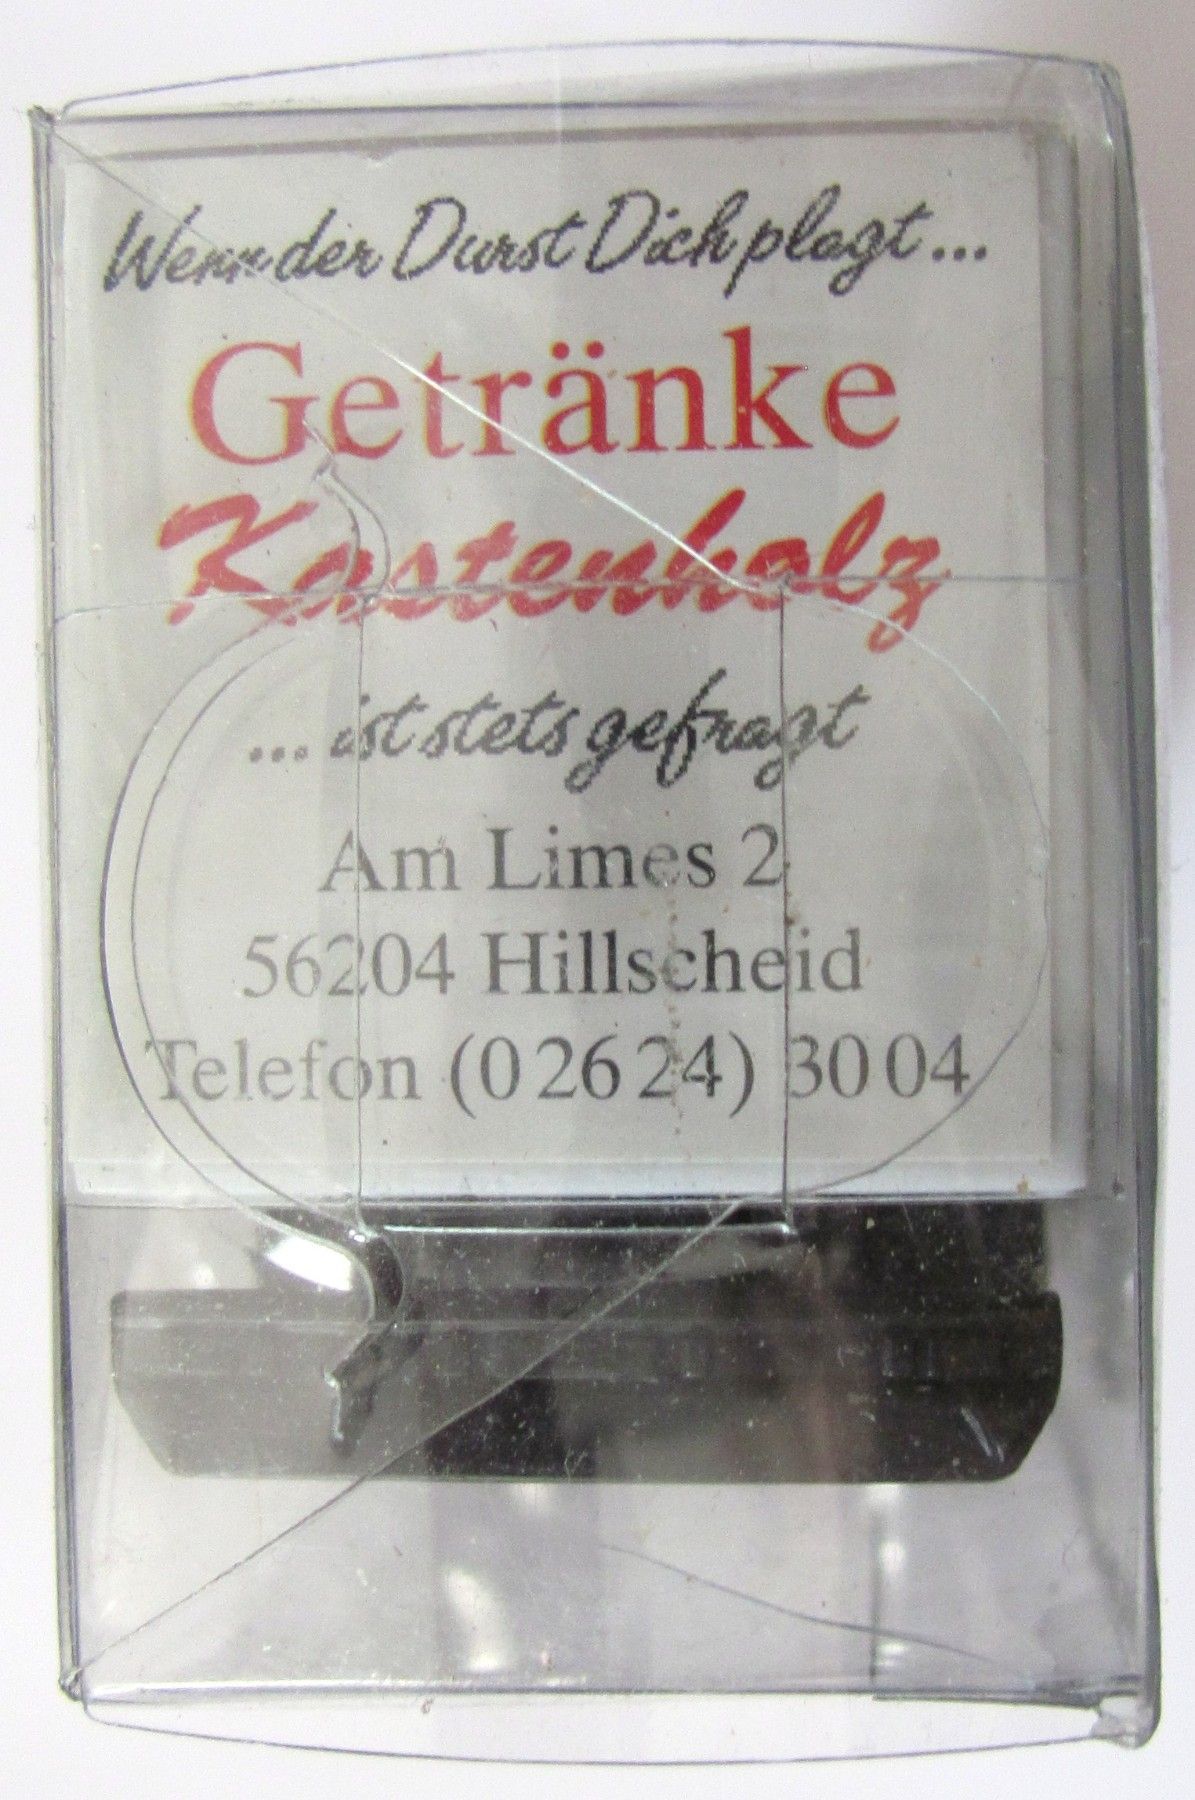 Wenn der Durst Dich plagt ...
Getränke
Kastenholz
... ist stets gefragt
Am Limes 2
56204 Hillscheid
Telefon (0 26 24) 30 04